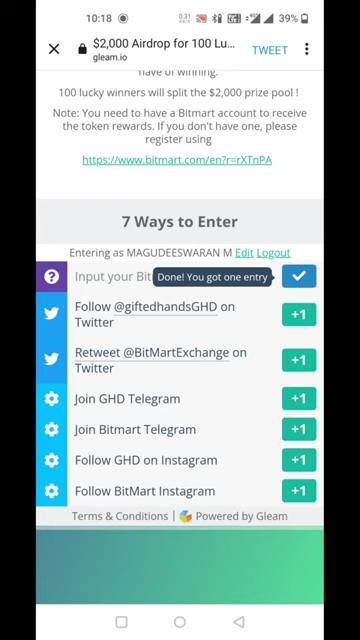 10:18
0.31
KB/s
39%
$2,000 Airdrop for 100 Lu...
gleam.io
TWEET
have of winning.
100 lucky winners will split the $2,000 prize pool !
Note: You need to have a Bitmart account to receive
the token rewards. If you don't have one, please
register using
https://www.bitmart.com/en?r=rXTnPA
7 Ways to Enter
Entering as MAGUDEESWARAN M Edit Logout
Input your Bit
Done! You got one entry
Follow @giftedhandsGHD on
Twitter
+1
Retweet @BitMartExchange on
Twitter
+1
Join GHD Telegram
+1
Join Bitmart Telegram
+1
Follow GHD on Instagram
+1
Follow BitMart Instagram
+1
Terms & Conditions | Powered by Gleam